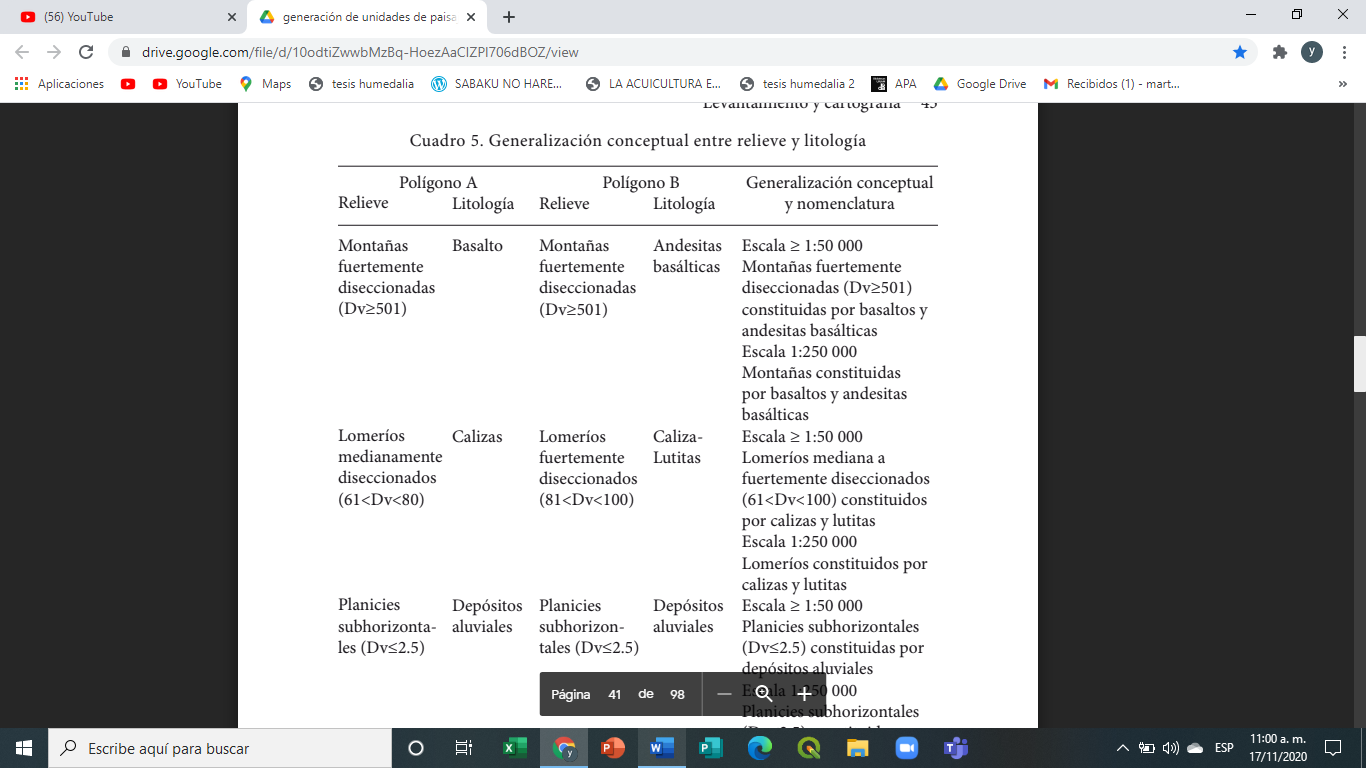 (56) YouTube
generación de unidades de paisa
drive.google.com/file/d/10odtiZwwbMzBq-HoezAaCIZPl706dBOZ/view
y
Aplicaciones
YouTube
Maps
tesis humedalia
SABAKU NO HARE...
LA ACUICULTURA E...
tesis humedalia 2
APA
Google Drive
Recibidos (1) - mart...
»
Levantamiento y cartografía 45
Cuadro 5. Generalización conceptual entre relieve y litología
Polígono A
Relieve
Litología
Polígono B
Relieve
Litología
Generalización conceptual
y nomenclatura
Montañas
fuertemente
diseccionadas
(Dv≥501)
Basalto
Montañas
fuertemente
diseccionadas
(Dv≥501)
Andesitas
basálticas
Escala ≥ 1:50 000
Montañas fuertemente
diseccionadas (Dv≥501)
constituidas por basaltos y
andesitas basálticas
Escala 1:250 000
Montañas constituidas
por basaltos y andesitas
basálticas
Lomeríos
medianamente
diseccionados
(61<Dv<80)
Calizas
Lomeríos
fuertemente
diseccionados
(81<Dv<100)
Caliza-
Lutitas
Escala ≥ 1:50 000
Lomeríos mediana a
fuertemente diseccionados
(61<Dv<100) constituidos
por calizas y lutitas
Escala 1:250 000
Lomeríos constituidos por
calizas y lutitas
Planicies
subhorizonta-
les (Dv≤2.5)
Depósitos
aluviales
Planicies
subhorizon-
tales (Dv≤2.5)
Depósitos
aluviales
Escala ≥ 1:50 000
Planicies subhorizontales
(Dv≤2.5) constituidas por
depósitos aluviales
Escala 1:250 000
Planicies subhorizontales
Página 41 de 98
Escribe aquí para buscar
ESP
11:00 a. m.
17/11/2020